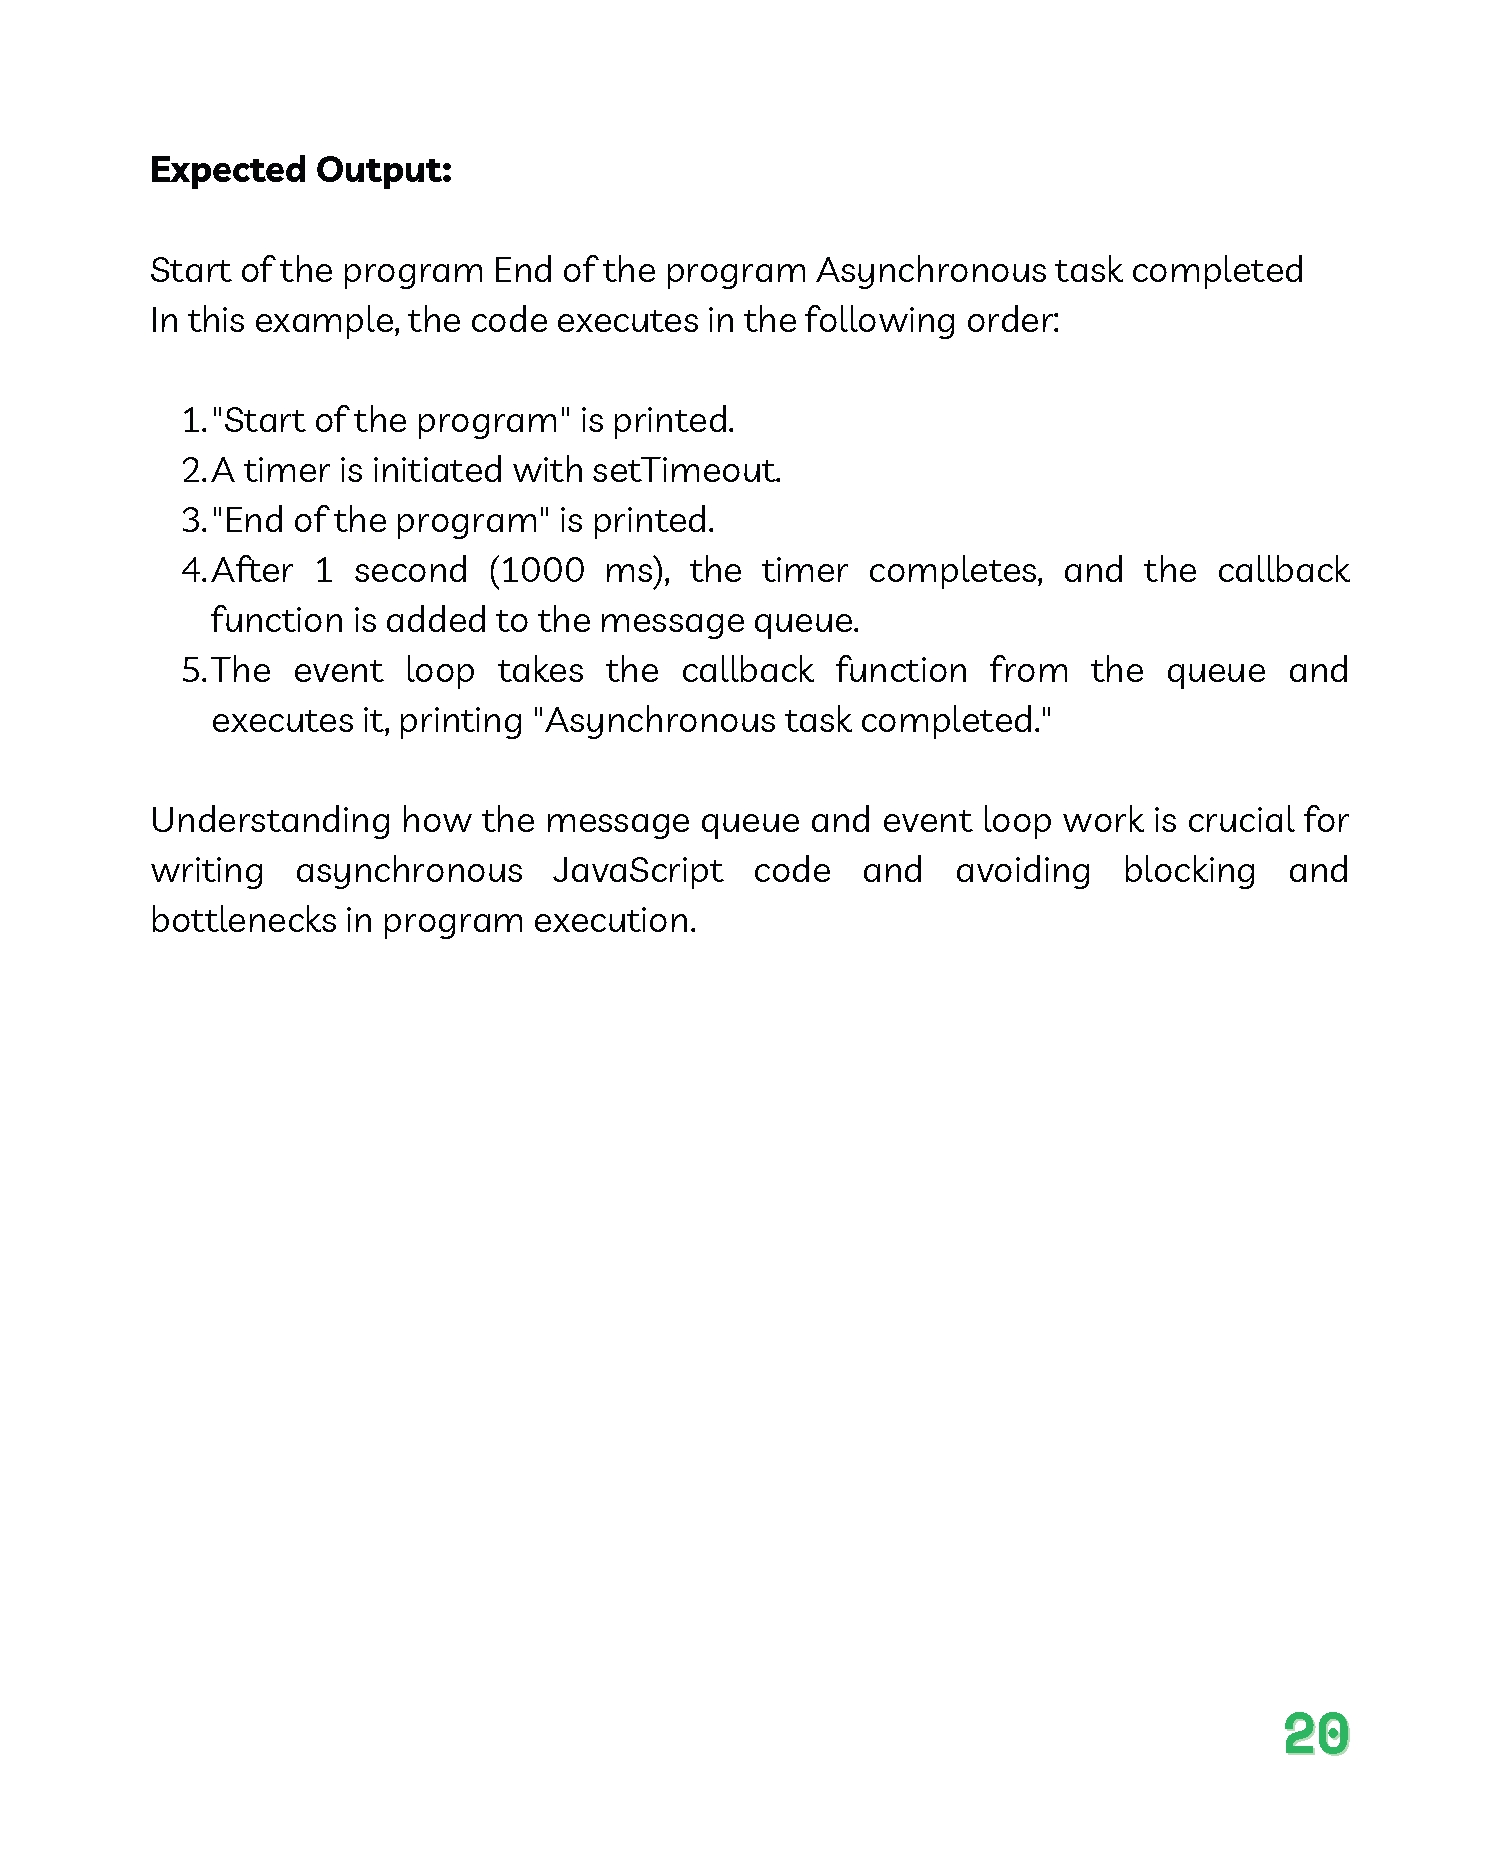 Expected Output:
Start of the program End of the program Asynchronous task completed
In this example, the code executes in the following order:
1."Start of the program" is printed.
2.A timer is initiated with setTimeout.
3."End of the program" is printed.
4.After 1 second (1000 ms), the timer completes, and the callback
function is added to the message queue.
5.The event loop takes the callback function from the queue and
executes it, printing "Asynchronous task completed."
Understanding how the message queue and event loop work is crucial for
writing asynchronous JavaScript code and avoiding blocking and
bottlenecks in program execution.
20